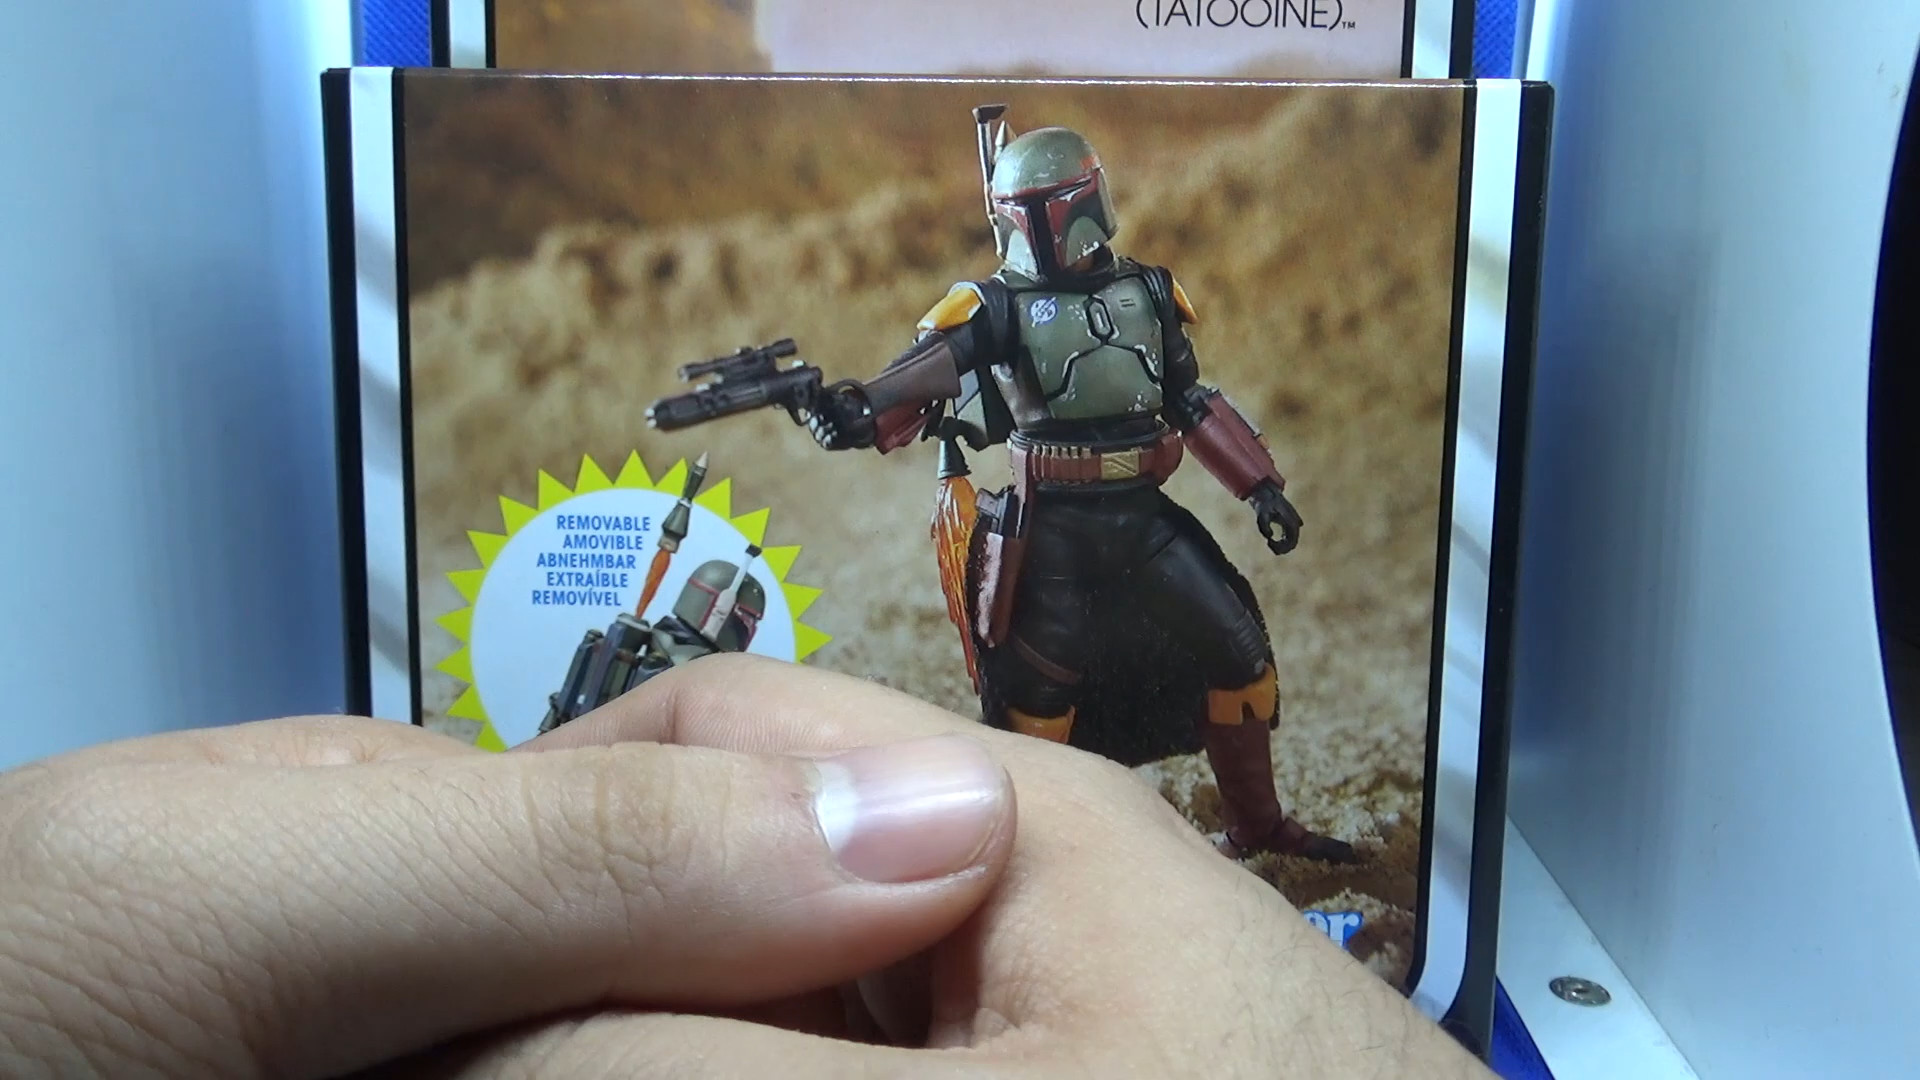 (TATOOINE)™
REMOVABLE
AMOVIBLE
ABNEHMBAR
EXTRAÍBLE
REMOVÍVEL